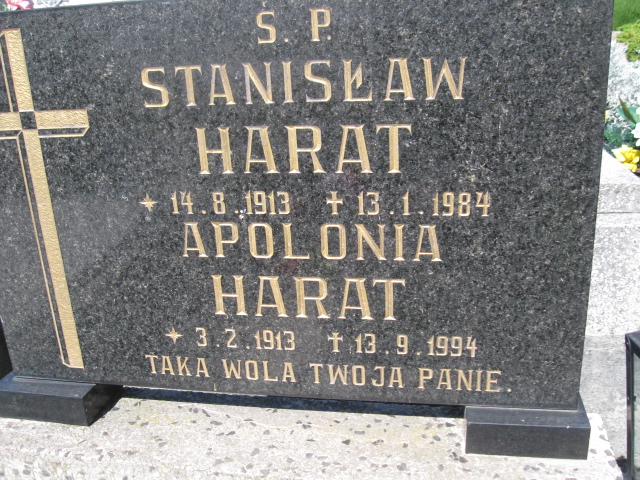 S. P.
STANISŁAW
HARAT
* 14. 8. 1913 ✝ 13. 1. 1984
APOLONIA
HARAT
* 3. 2. 1913 ✝ 13. 9. 1994
TAKA WOLA TWOJA PANIE.